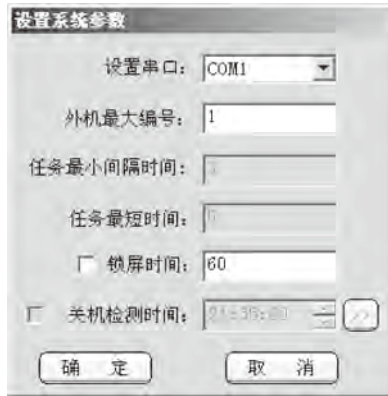 设置系统参数
设置串口: COM1
外机最大编号: 1
任务最小间隔时间:
任务最短时间:
锁屏时间: 60
关机检测时间:
>>
确 定 取 消